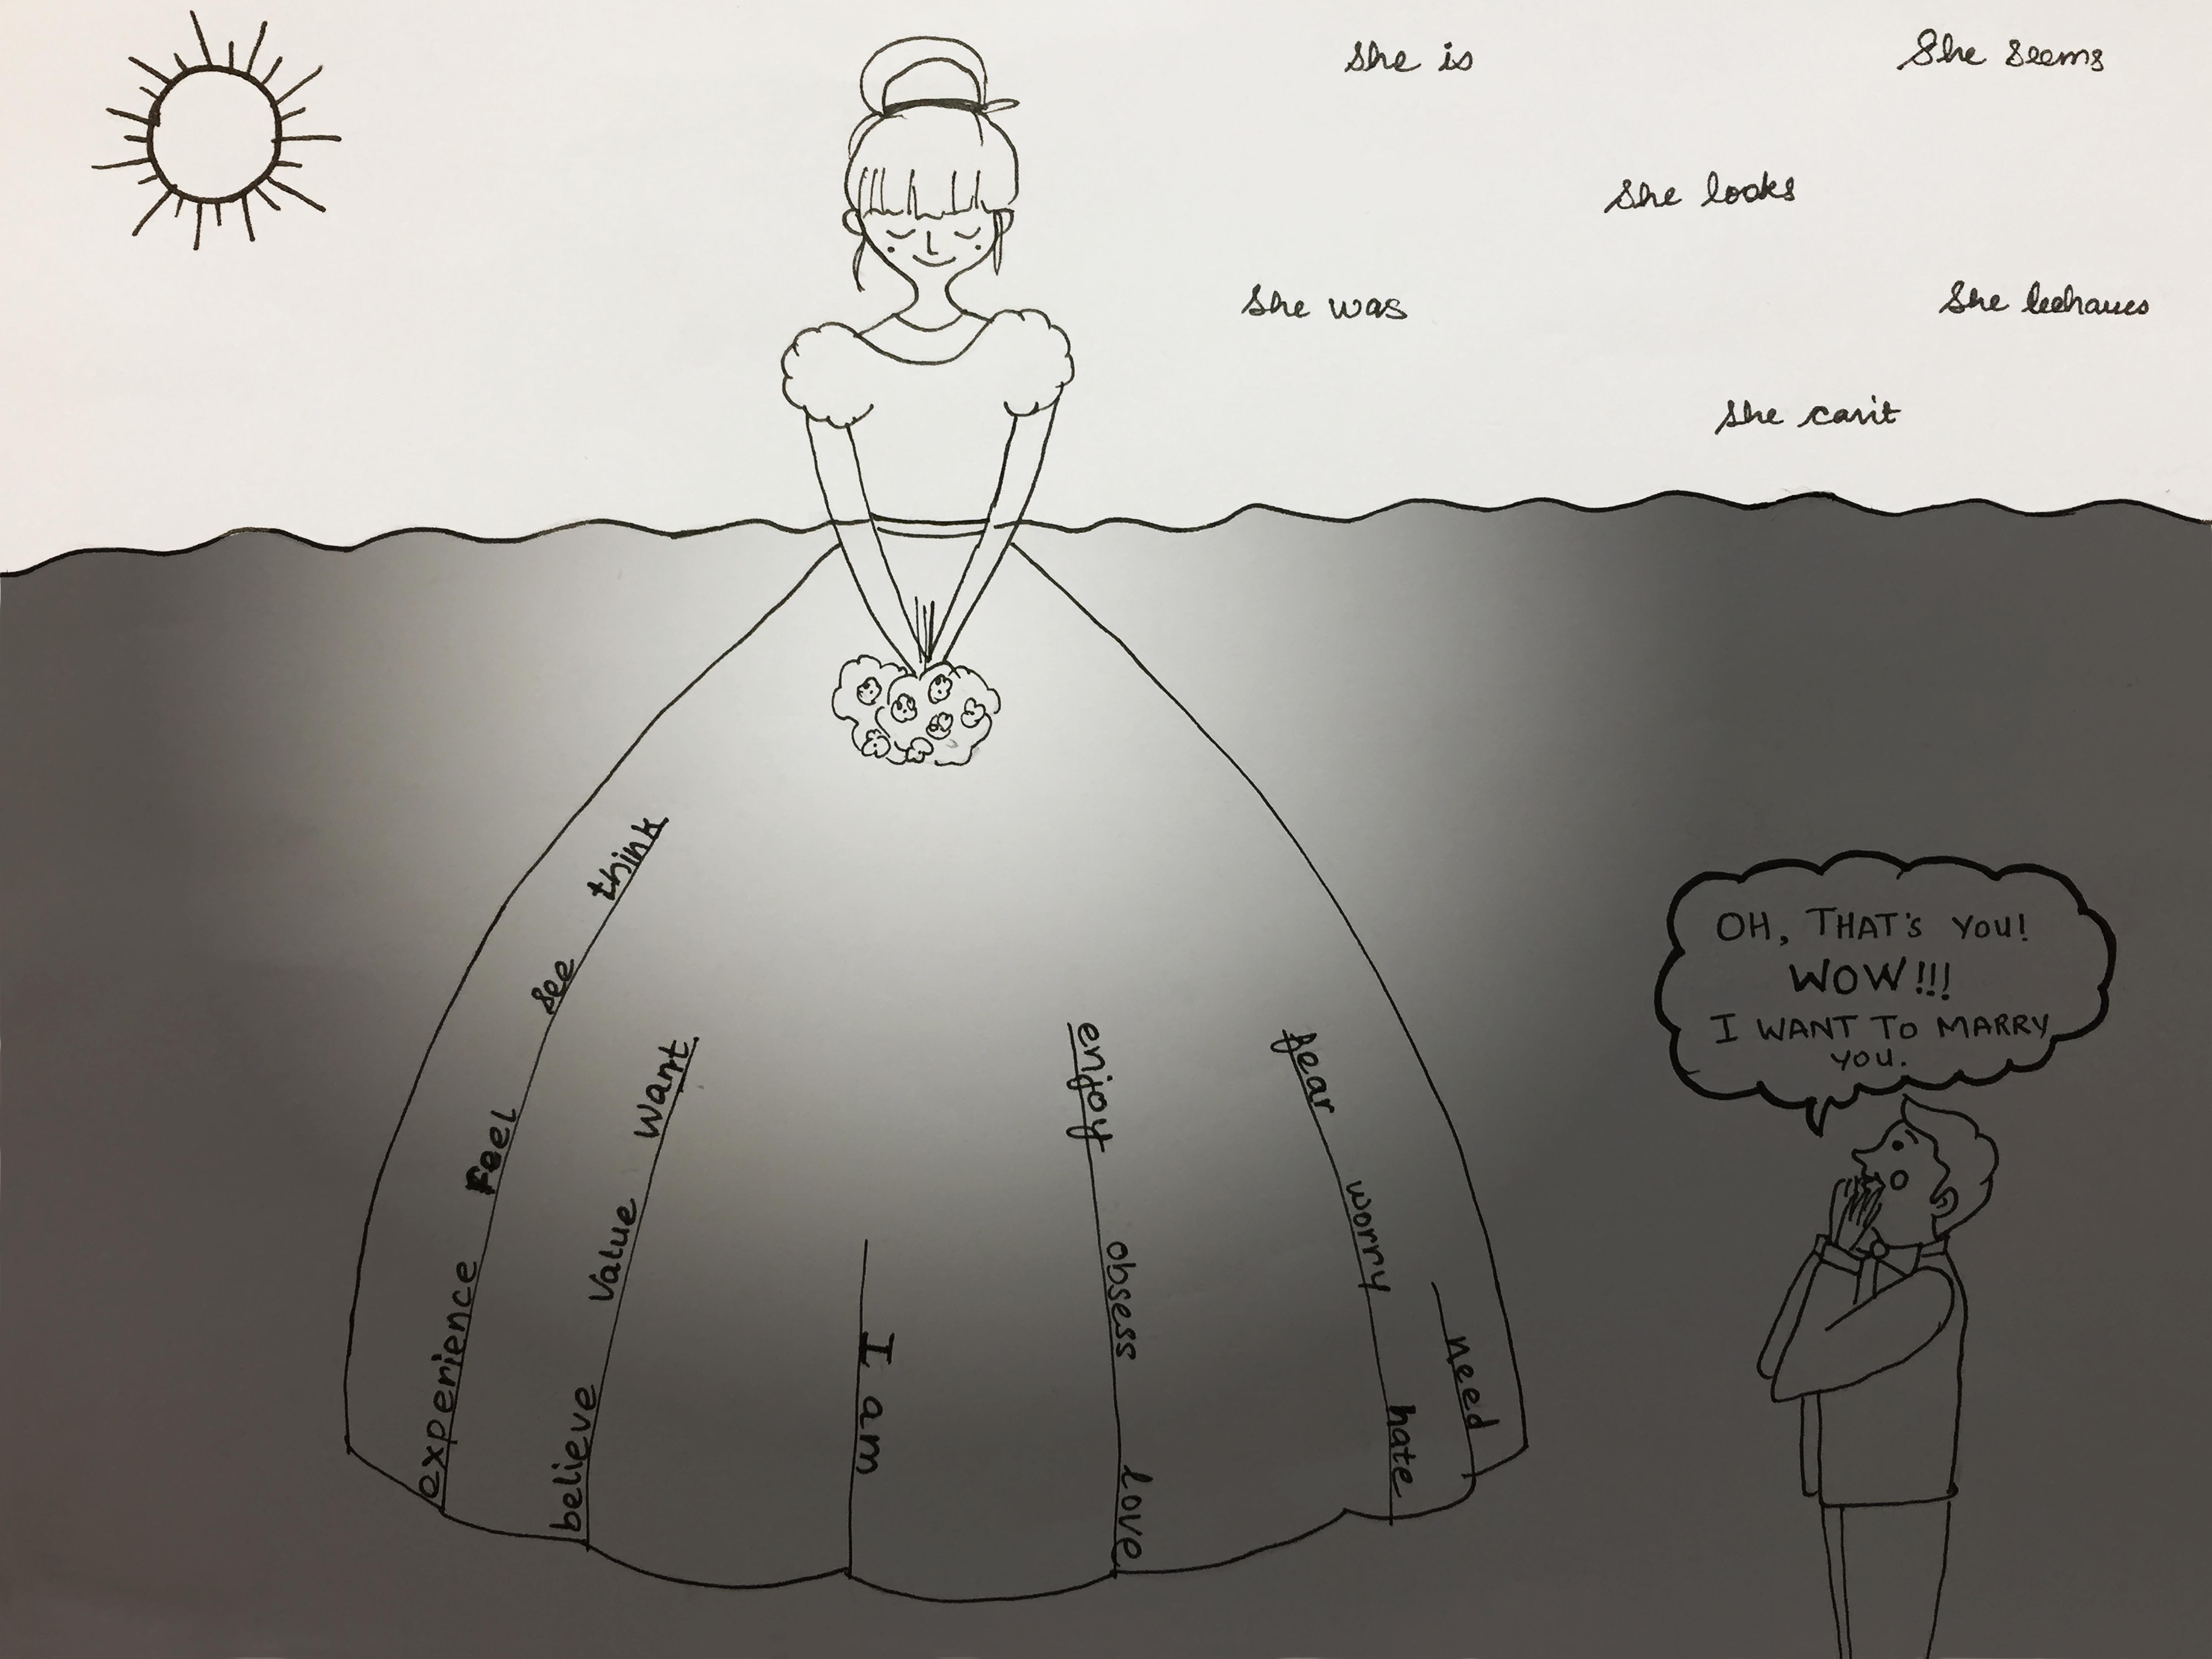 She is
She seems
She looks
She was
She behaves
She can't
think
see
Feel
experience
want
value
believe
I am
enjoy
obsess
love
fear
worry
hate
need
OH, THAT'S YOU!
WOW!!!
I WANT TO MARRY
YOU.